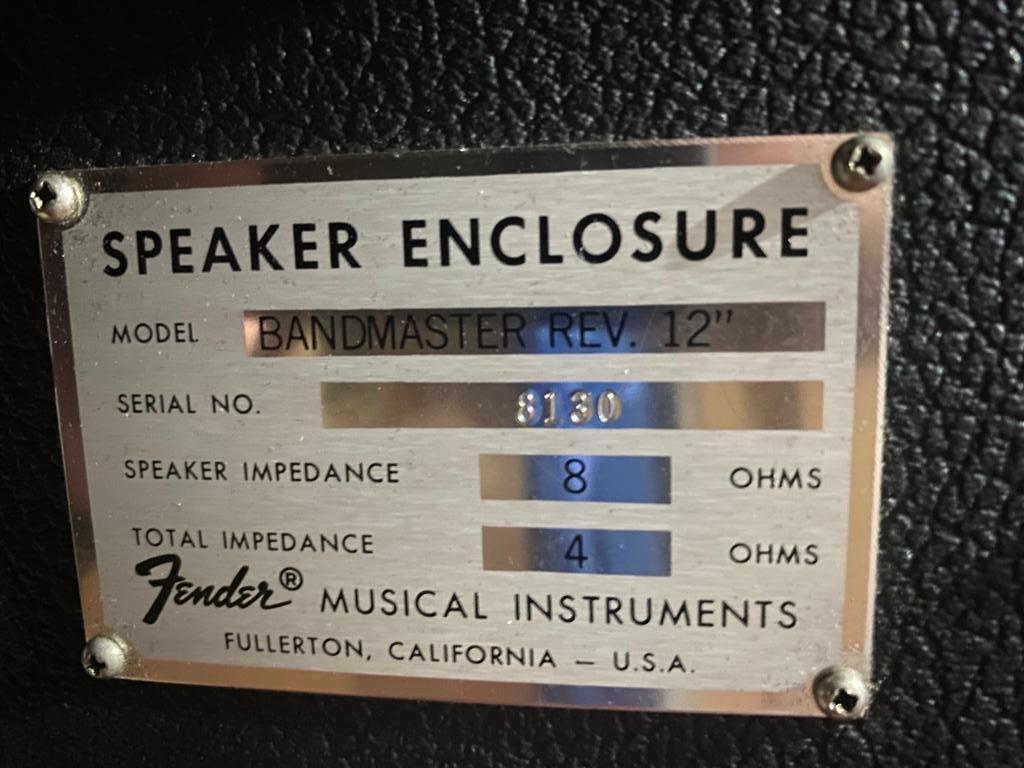 SPEAKER ENCLOSURE
MODEL BANDMASTER REV. 12"
SERIAL NO. 8130
SPEAKER IMPEDANCE 8 OHMS
TOTAL IMPEDANCE 4 OHMS
Fender® MUSICAL INSTRUMENTS
FULLERTON, CALIFORNIA — U.S.A.